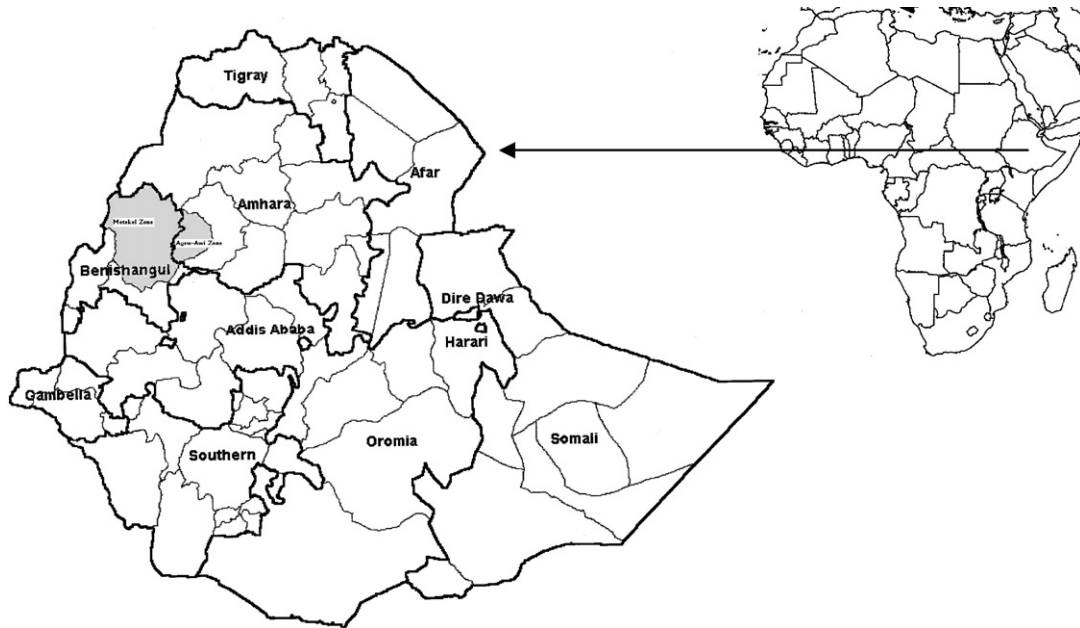 Tigray
Afar
Amhara
Metekel Zone
Agew-Awi Zone
Benishangul
Dire Dawa
Addis Ababa
Harari
Gambella
Oromia
Somali
Southern